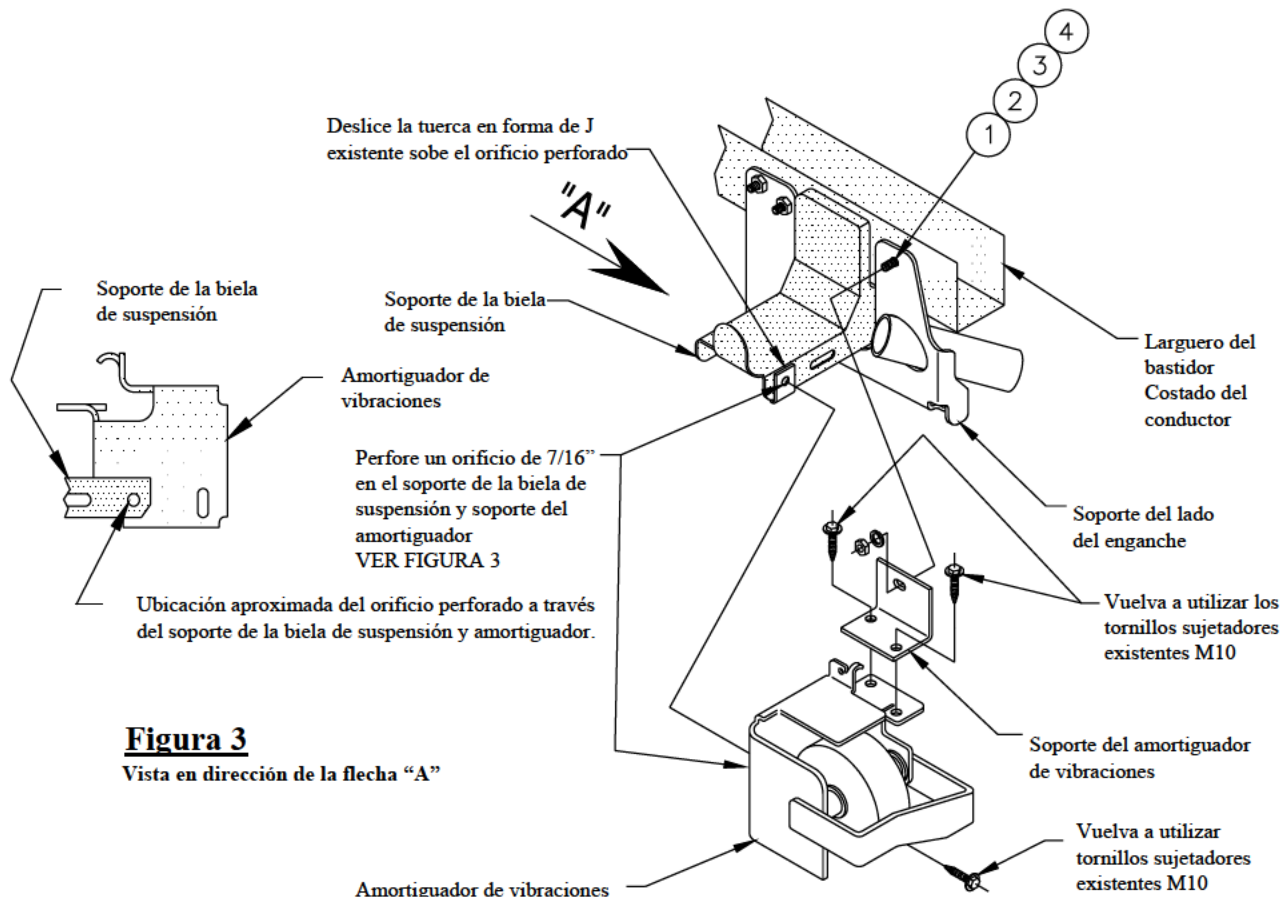 4
3
2
1
Deslice la tuerca en forma de J
existente sobe el orificio perforado
"A"
Soporte de la biela
de suspensión
Soporte de la biela
de suspensión
Larguero del
bastidor
Costado del
conductor
Amortiguador de
vibraciones
Perfore un orificio de 7/16”
en el soporte de la biela de
suspensión y soporte del
amortiguador
VER FIGURA 3
Soporte del lado
del enganche
Ubicación aproximada del orificio perforado a través
del soporte de la biela de suspensión y amortiguador.
Vuelva a utilizar los
tornillos sujetadores
existentes M10
Figura 3
Vista en dirección de la flecha “A”
Soporte del amortiguador
de vibraciones
Vuelva a utilizar
tornillos sujetadores
existentes M10
Amortiguador de vibraciones